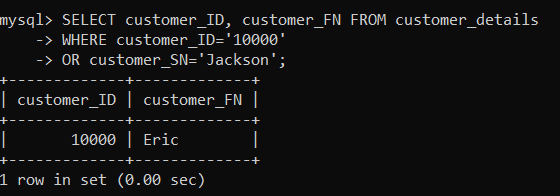 mysql> SELECT customer_ID, customer_FN FROM customer_details
    -> WHERE customer_ID='10000'
    -> OR customer_SN='Jackson';
+-------------+-------------+
| customer_ID | customer_FN |
+-------------+-------------+
|       10000 | Eric        |
+-------------+-------------+
1 row in set (0.00 sec)